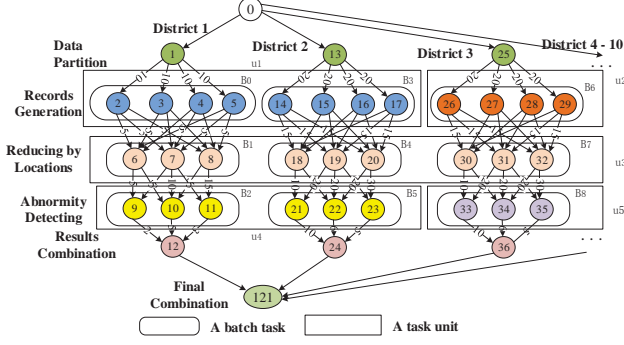 0
District 1
District 2
District 3
District 4 - 10
Data
Partition
1
13
25
. . .
u1
u2
B0
B3
B6
Records
Generation
2 3 4 5
14 15 16 17
26 27 28 29
B1
B4
B7
Reducing by
Locations
6 7 8
18 19 20
30 31 32
u3
B2
B5
B8
Abnormity
Detecting
9 10 11
21 22 23
33 34 35
u5
Results
Combination
12
u4
24
36
. . .
Final
Combination
121
A batch task
A task unit